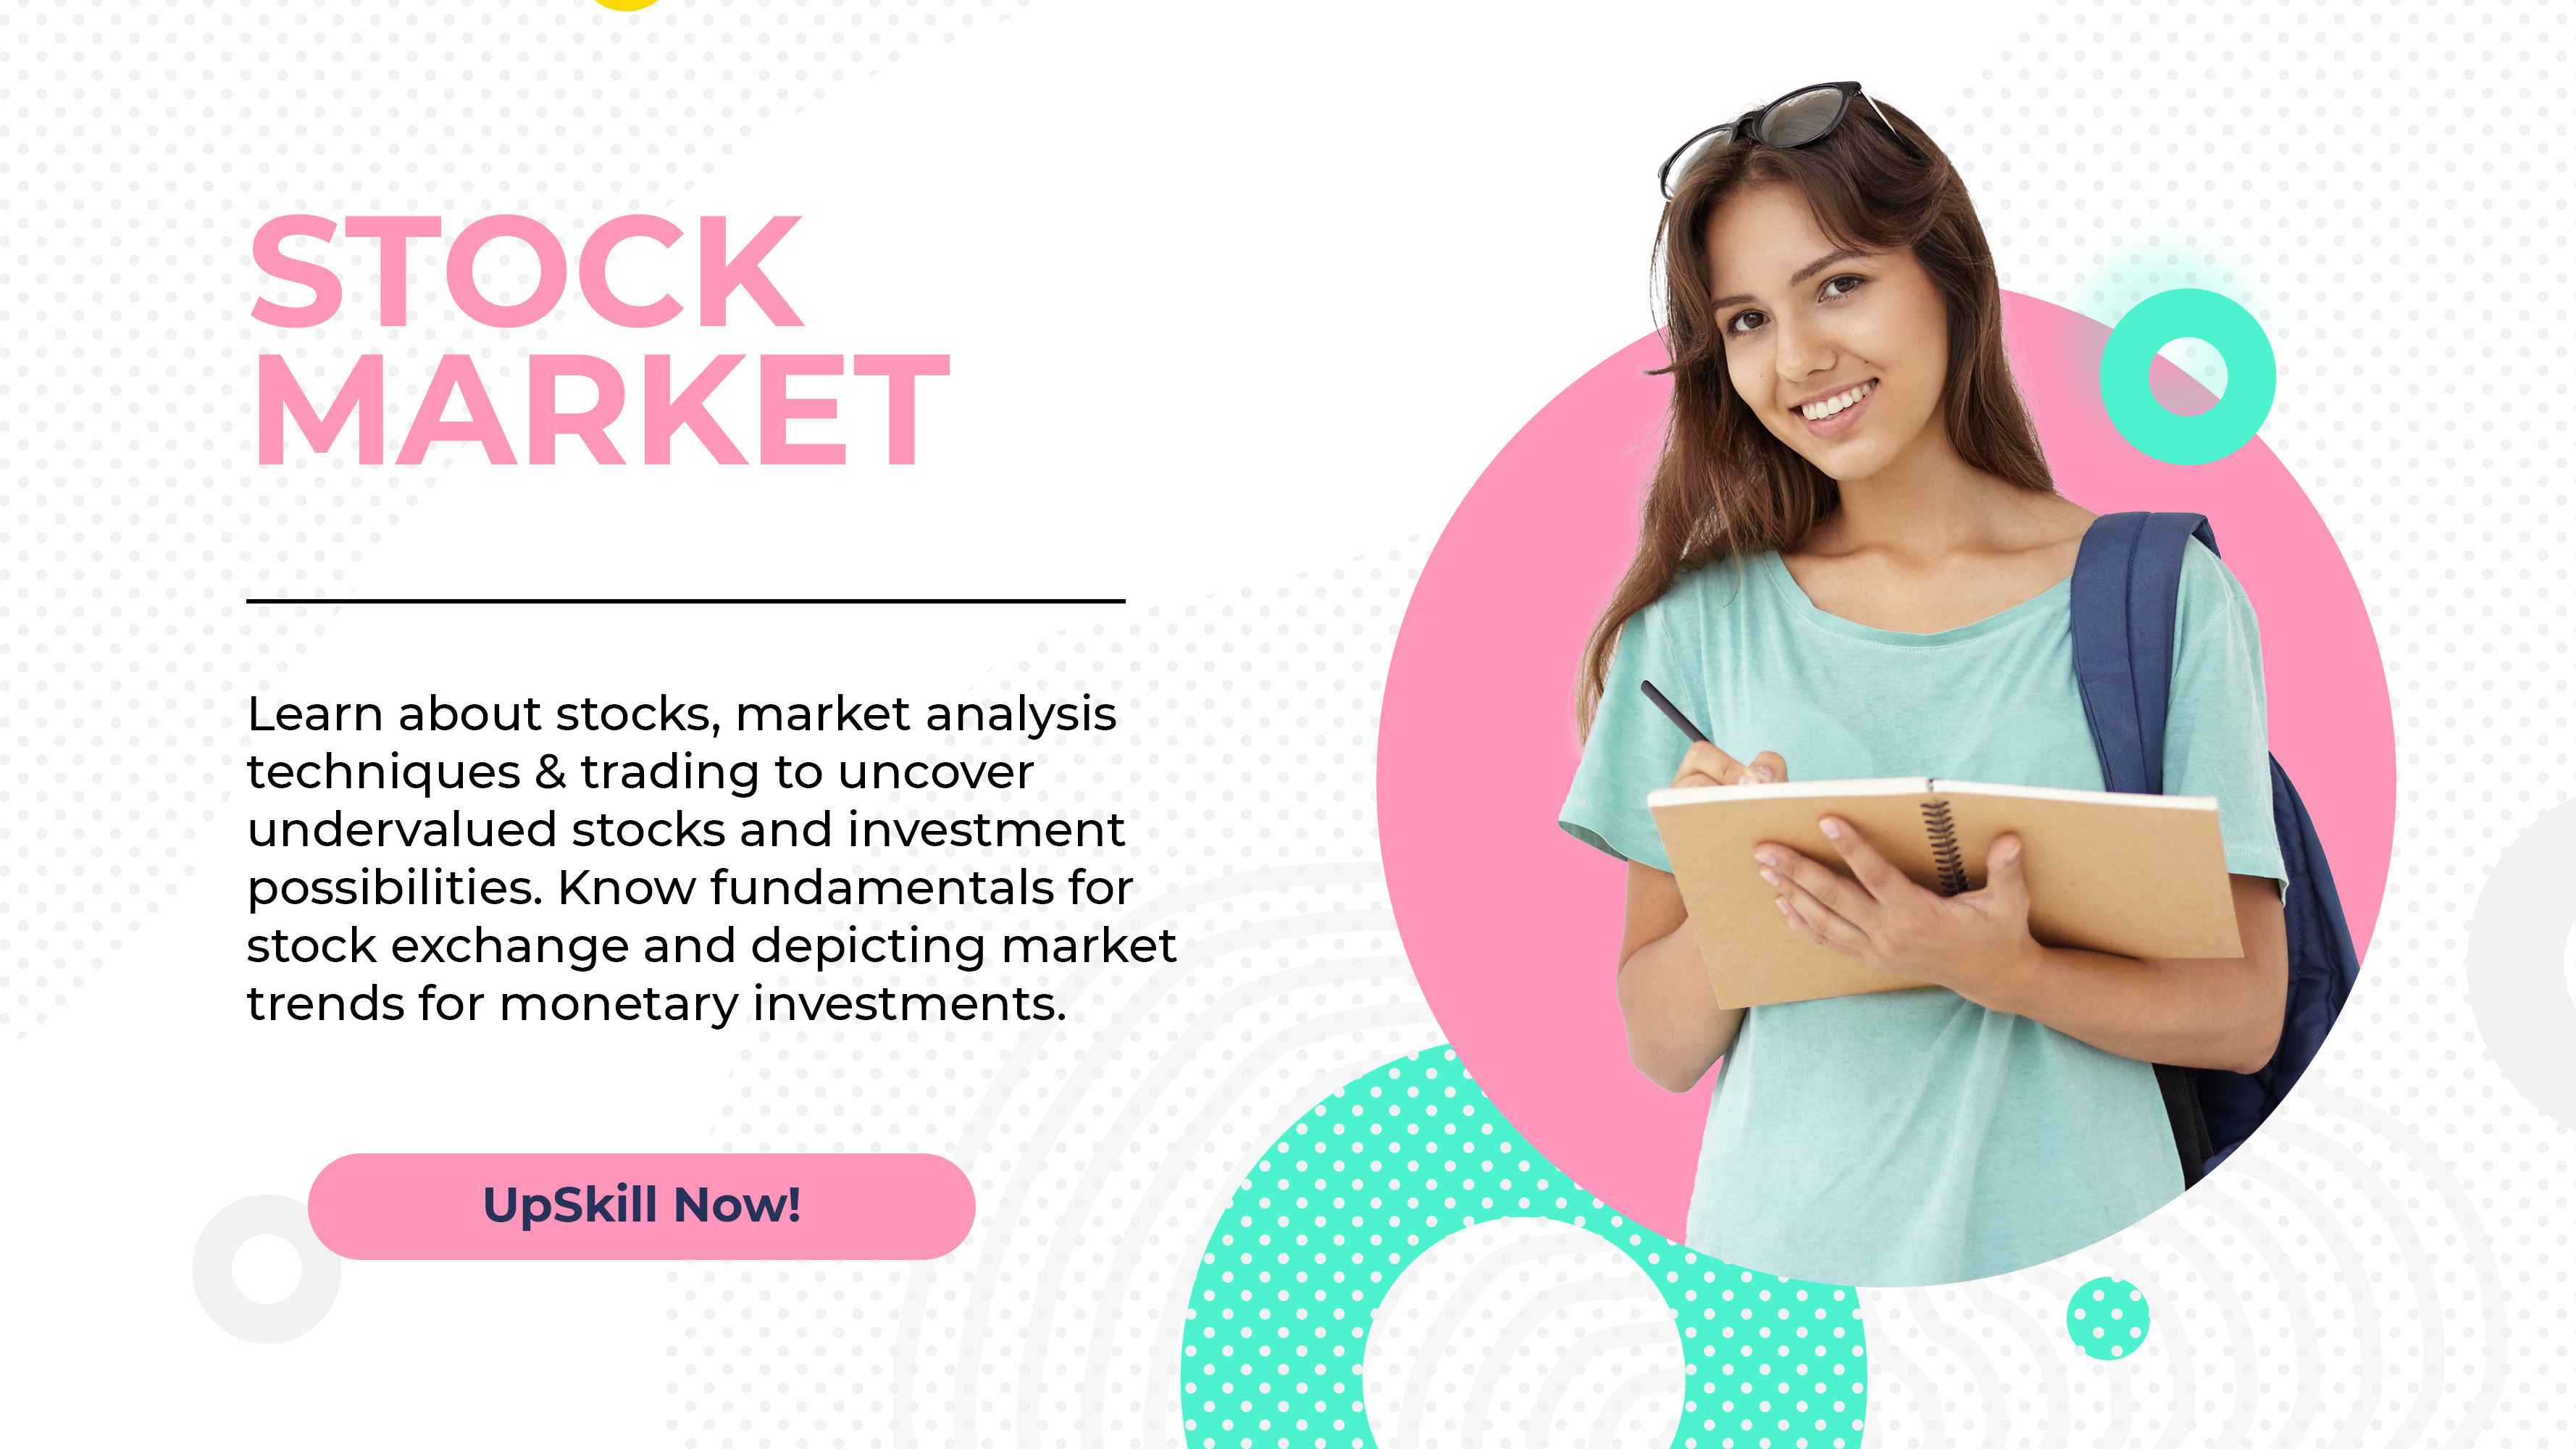 STOCK
MARKET
Learn about stocks, market analysis
techniques & trading to uncover
undervalued stocks and investment
possibilities. Know fundamentals for
stock exchange and depicting market
trends for monetary investments.
UpSkill Now!